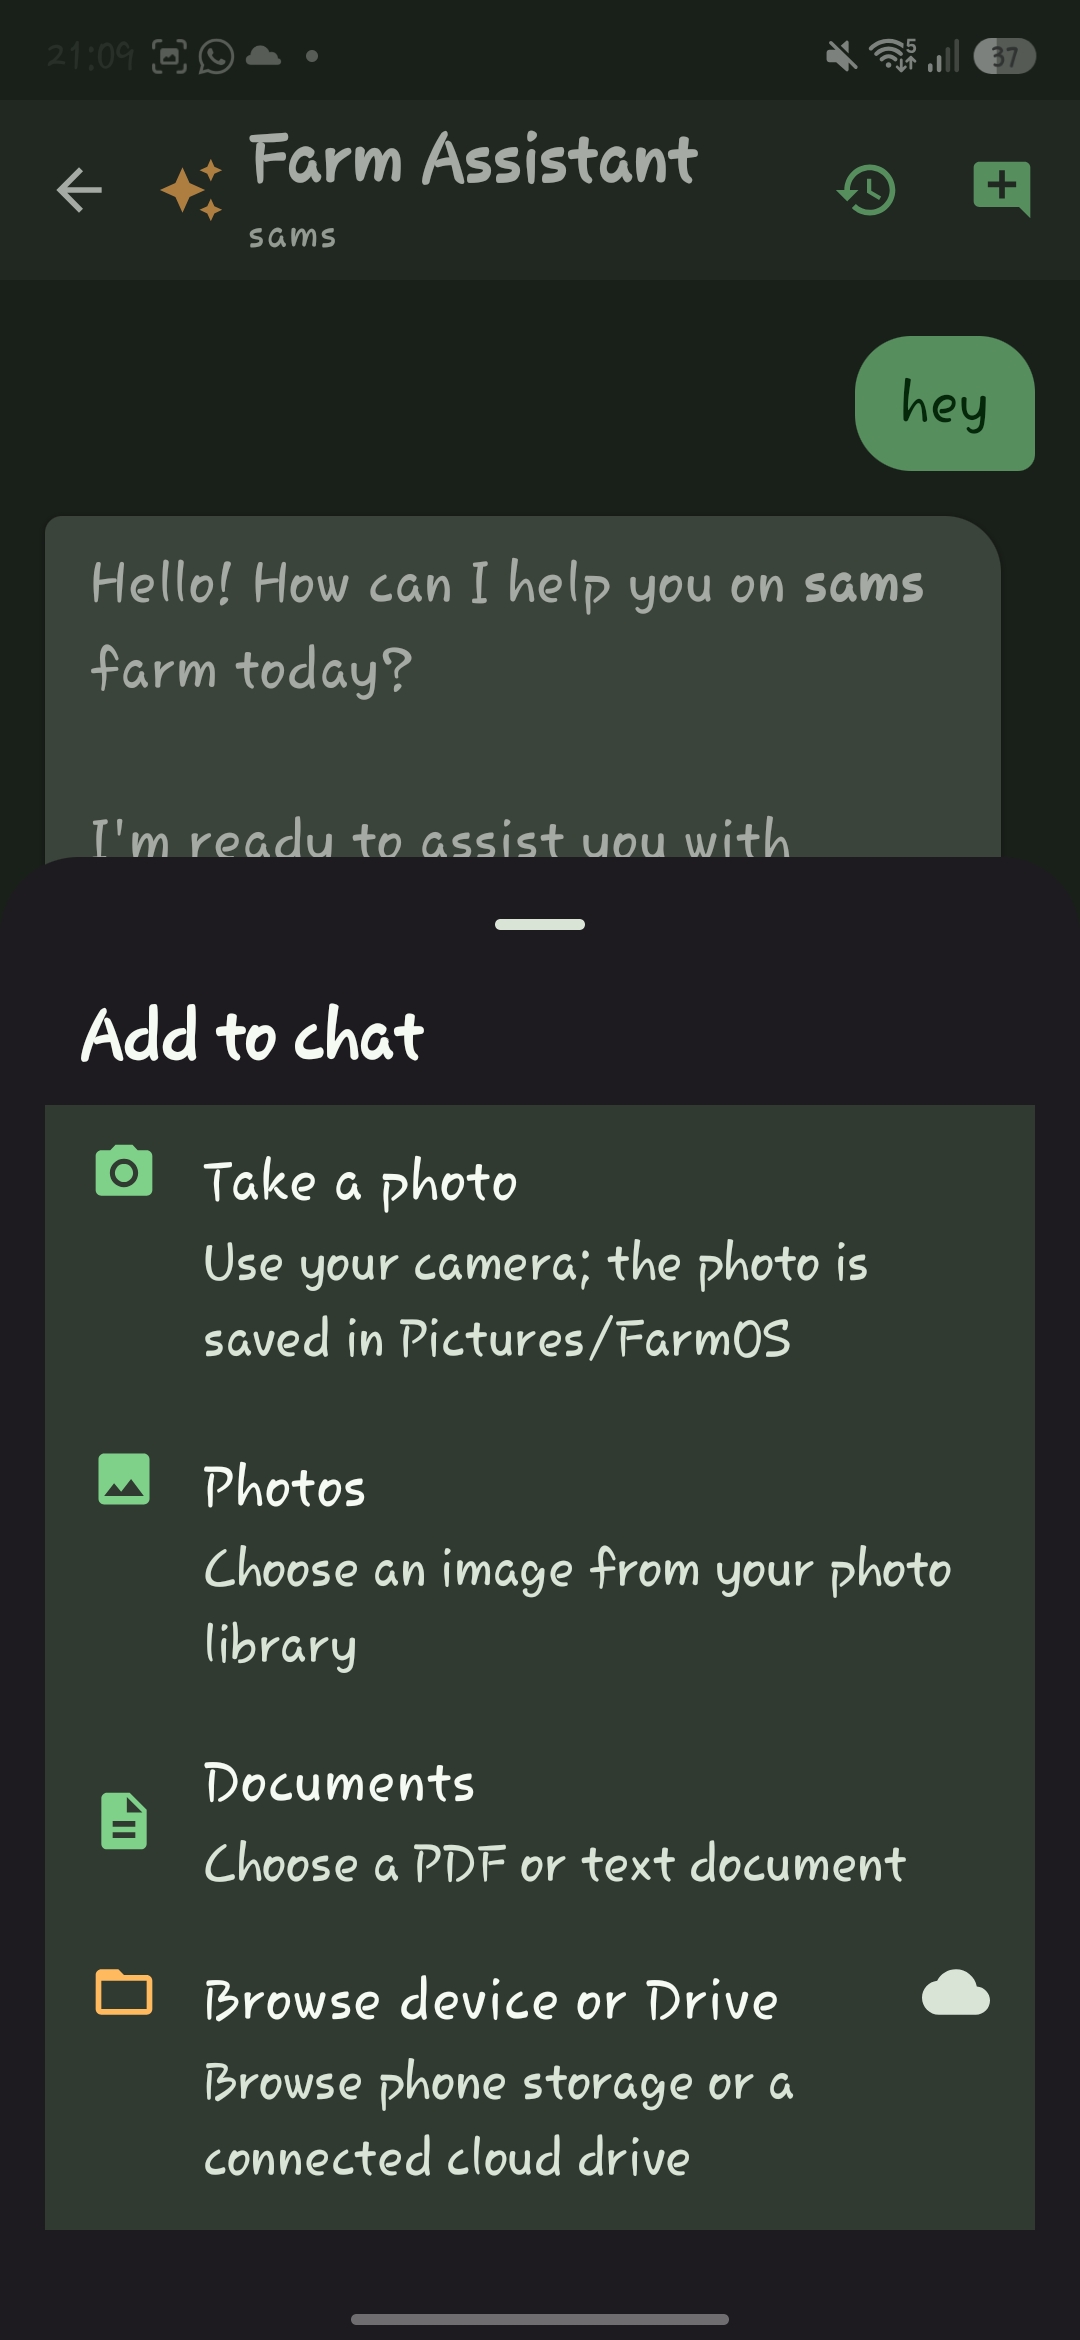 21:09
5
37
Farm Assistant
sams
hey
Hello! How can I help you on sams
farm today?
I'm ready to assist you with
Add to chat
Take a photo
Use your camera; the photo is
saved in Pictures/FarmOS
Photos
Choose an image from your photo
library
Documents
Choose a PDF or text document
Browse device or Drive
Browse phone storage or a
connected cloud drive